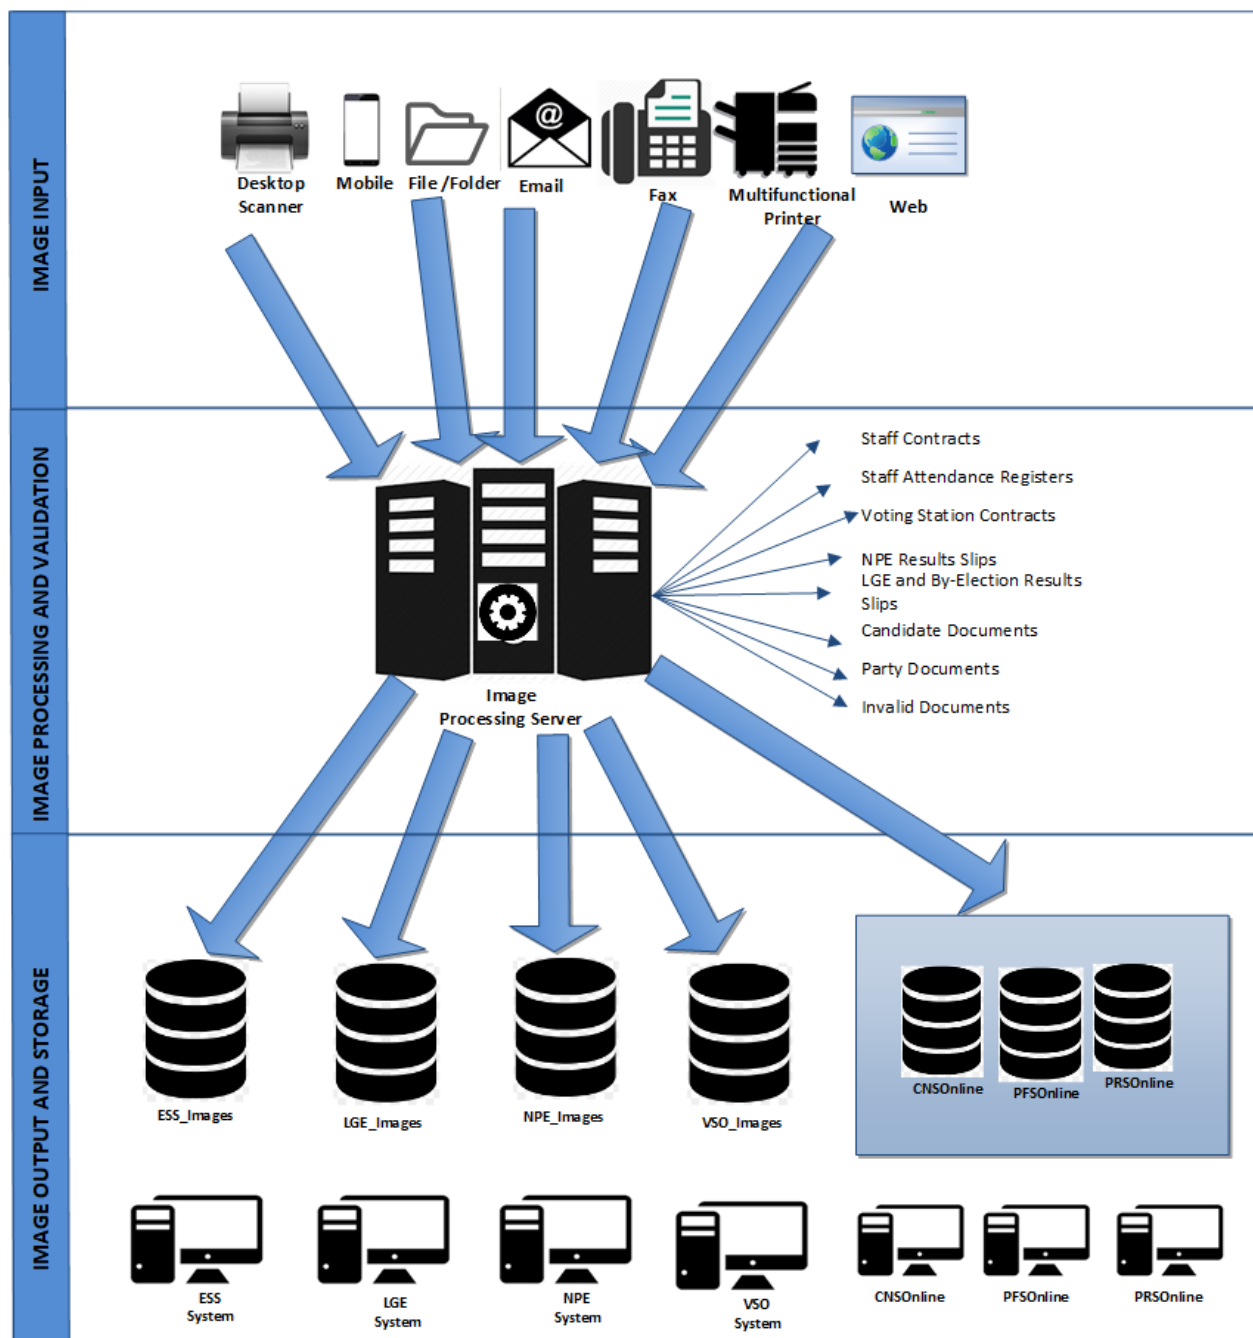 IMAGE INPUT
Desktop
Scanner
Mobile
File /Folder
@
Email
Fax
Multifunctional
Printer
Web
IMAGE PROCESSING AND VALIDATION
Staff Contracts
Staff Attendance Registers
Voting Station Contracts
NPE Results Slips
LGE and By-Election Results
Slips
Candidate Documents
Party Documents
Invalid Documents
Image
Processing Server
IMAGE OUTPUT AND STORAGE
ESS_Images
LGE_Images
NPE_Images
VSO_Images
CNSOnline
PFSOnline
PRSOnline
ESS
System
LGE
System
NPE
System
VSO
System
CNSOnline
PFSOnline
PRSOnline